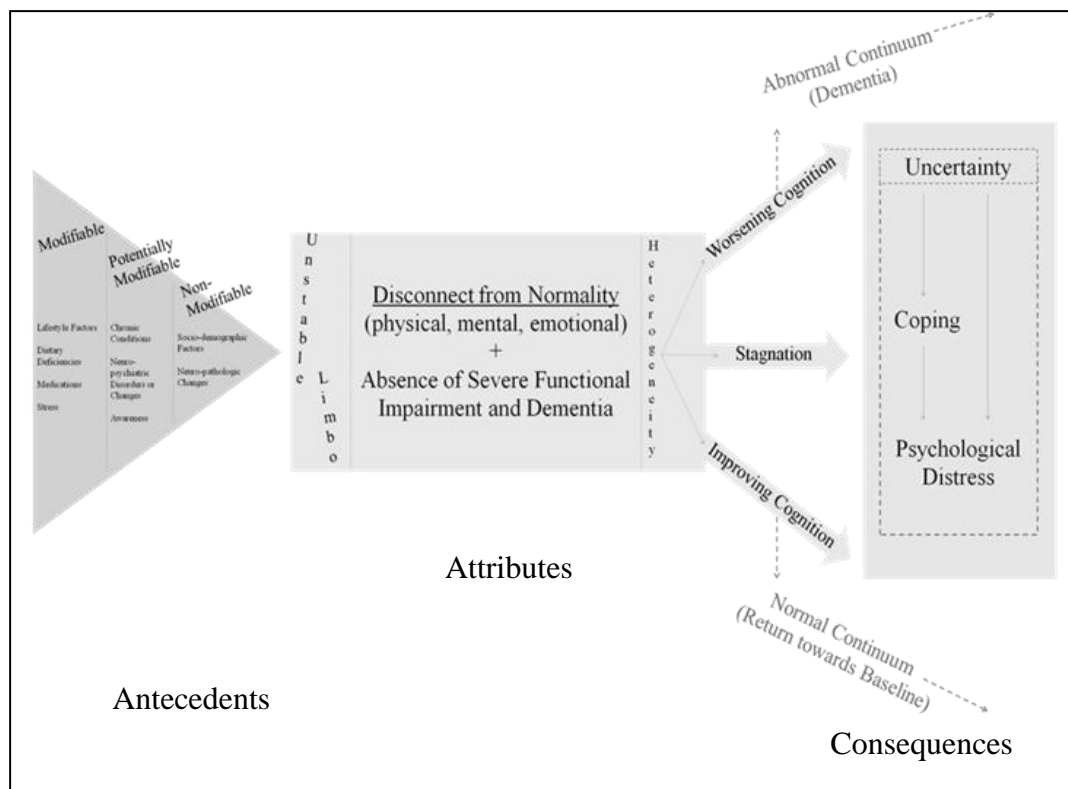 Modifiable
Potentially
Modifiable
Non-
Modifiable
Lifestyle Factors
Dietary
Deficiencies
Medications
Stress
Chronic
Conditions
Neuro-
psychiatric
Disorders or
Changes
Awareness
Socio-demographic
Factors
Neuro-pathologic
Changes
Antecedents
Unstable
Limbo
Disconnect from Normality
(physical, mental, emotional)
+
Absence of Severe Functional
Impairment and Dementia
Heterogeneity
Attributes
Abnormal Continuum
(Dementia)
Worsening Cognition
Stagnation
Improving Cognition
Normal Continuum
(Return towards Baseline)
Uncertainty
Coping
Psychological
Distress
Consequences